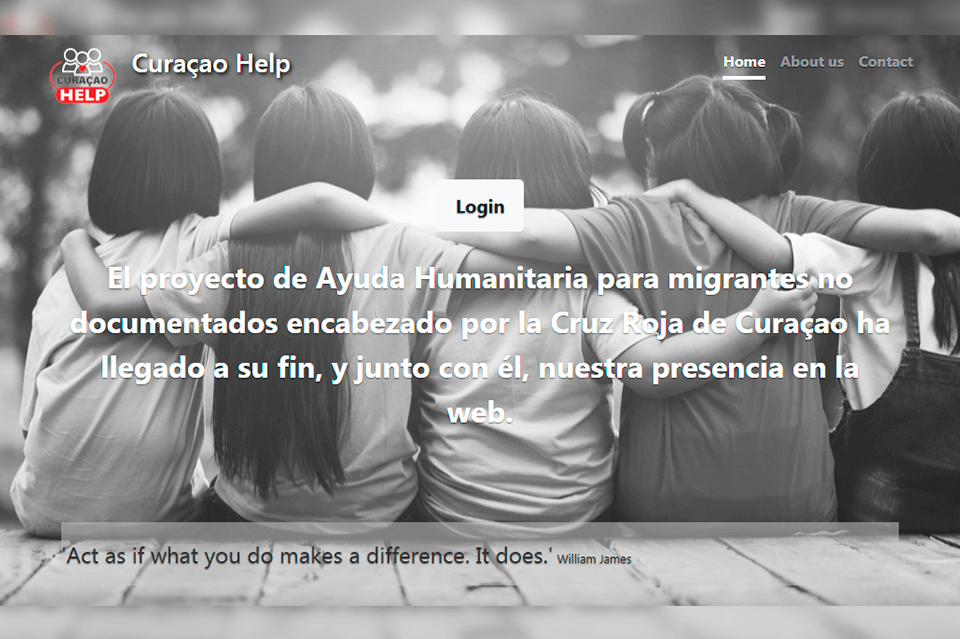 CURAÇAO
HELP
Curaçao Help
Home About us Contact
Login
El proyecto de Ayuda Humanitaria para migrantes no
documentados encabezado por la Cruz Roja de Curaçao ha
llegado a su fin, y junto con él, nuestra presencia en la
web.
'Act as if what you do makes a difference. It does.' William James